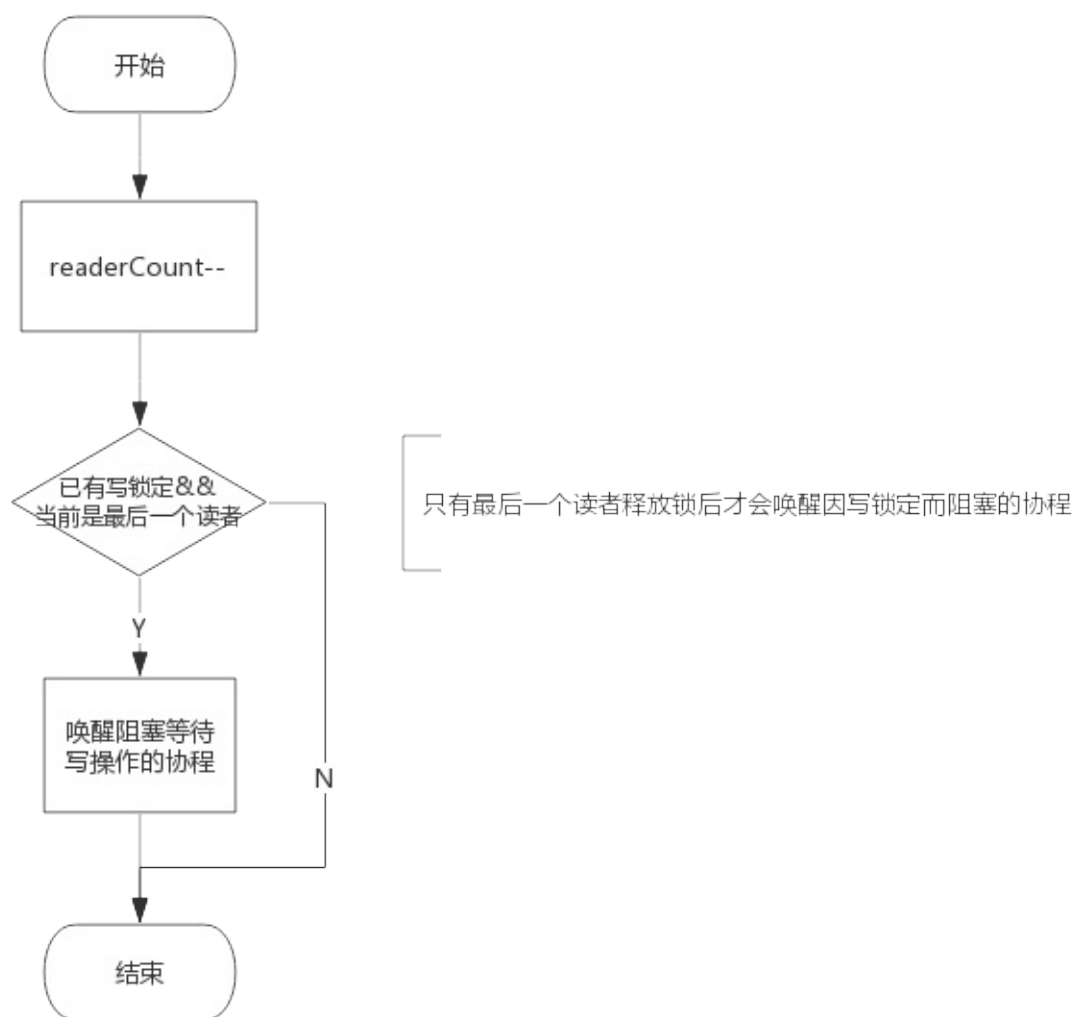 开始
readerCount--
已有写锁定&&
当前是最后一个读者
只有最后一个读者释放锁后才会唤醒因写锁定而阻塞的协程
Y
唤醒阻塞等待
写操作的协程
N
结束